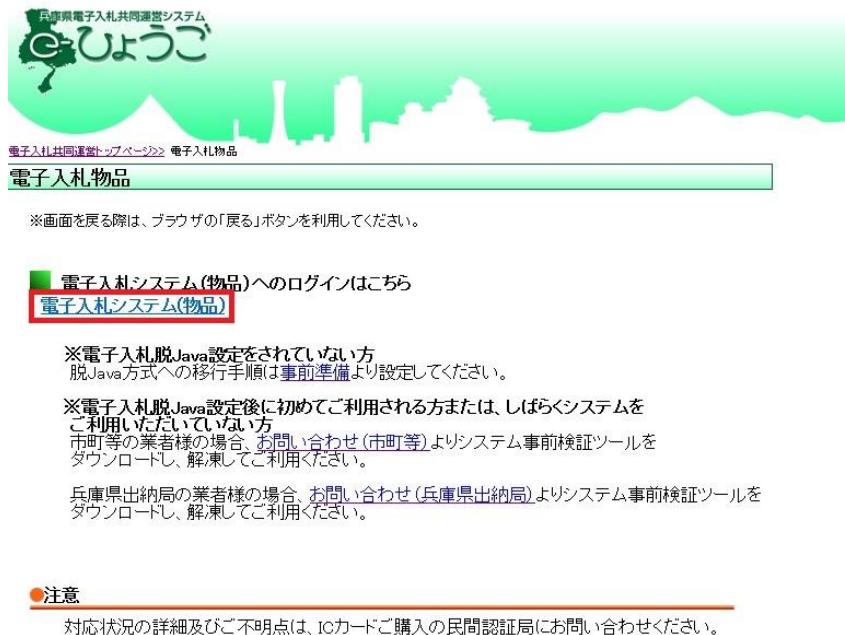 兵庫県電子入札共同運営システム
e-ひょうご
電子入札共同運営トップページ>> 電子入札物品
電子入札物品
※画面を戻る際は、ブラウザの「戻る」ボタンを利用してください。
電子入札システム(物品)へのログインはこちら
電子入札システム(物品)
※電子入札脱Java設定をされていない方
脱Java方式への移行手順は事前準備より設定してください。
※電子入札脱Java設定後に初めてご利用される方または、しばらくシステムを
ご利用いただいていない方
市町等の業者様の場合、お問い合わせ(市町等)よりシステム事前検証ツールを
ダウンロードし、解凍してご利用ください。
兵庫県出納局の業者様の場合、お問い合わせ(兵庫県出納局)よりシステム事前検証ツールを
ダウンロードし、解凍してご利用ください。
●注意
対応状況の詳細及びご不明点は、ICカードご購入の民間認証局にお問い合わせください。